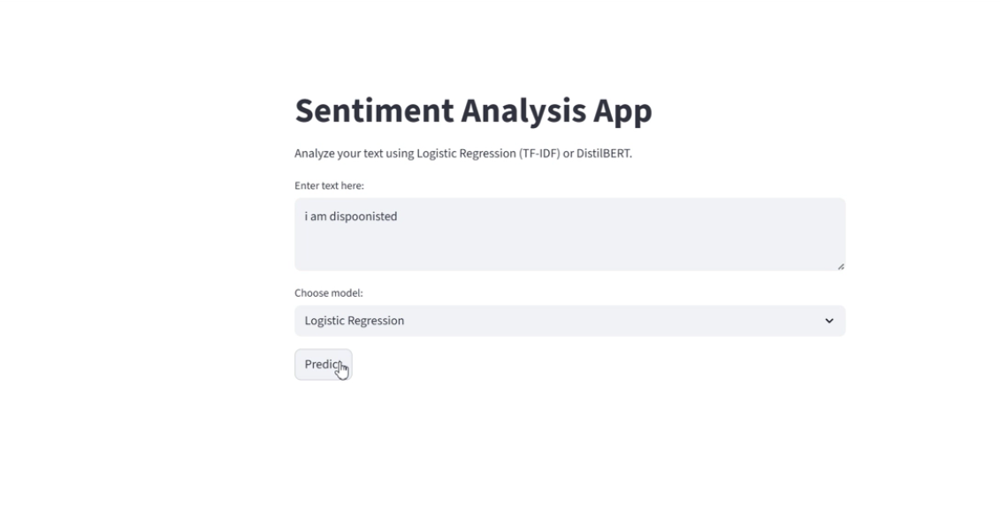 Sentiment Analysis App
Analyze your text using Logistic Regression (TF-IDF) or DistilBERT.
Enter text here:
i am dispoonisted
Choose model:
Logistic Regression
Predic